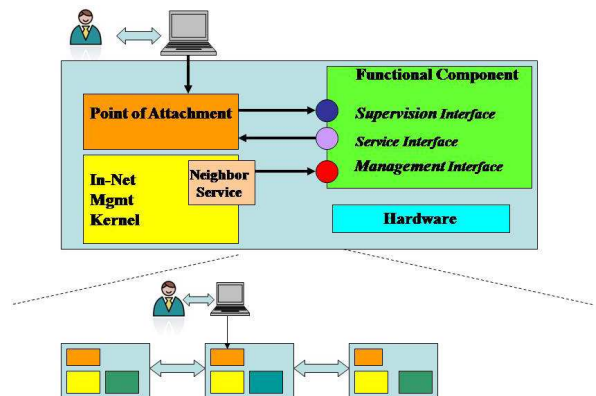 Functional Component
Point of Attachment
Supervision Interface
Service Interface
Management Interface
In-Net
Mgmt
Kernel
Neighbor
Service
Hardware